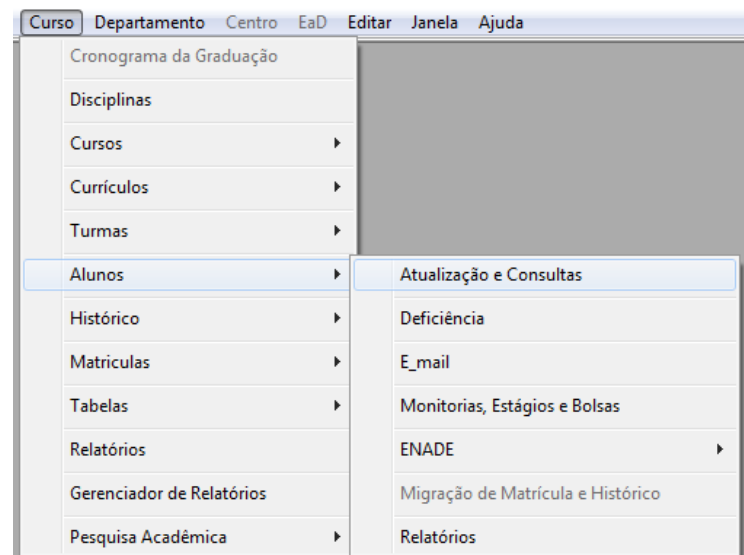 Curso Departamento Centro EaD Editar Janela Ajuda
Cronograma da Graduação
Disciplinas
Cursos
Currículos
Turmas
Alunos
Histórico
Matriculas
Tabelas
Relatórios
Gerenciador de Relatórios
Pesquisa Acadêmica
Atualização e Consultas
Deficiência
E_mail
Monitorias, Estágios e Bolsas
ENADE
Migração de Matrícula e Histórico
Relatórios